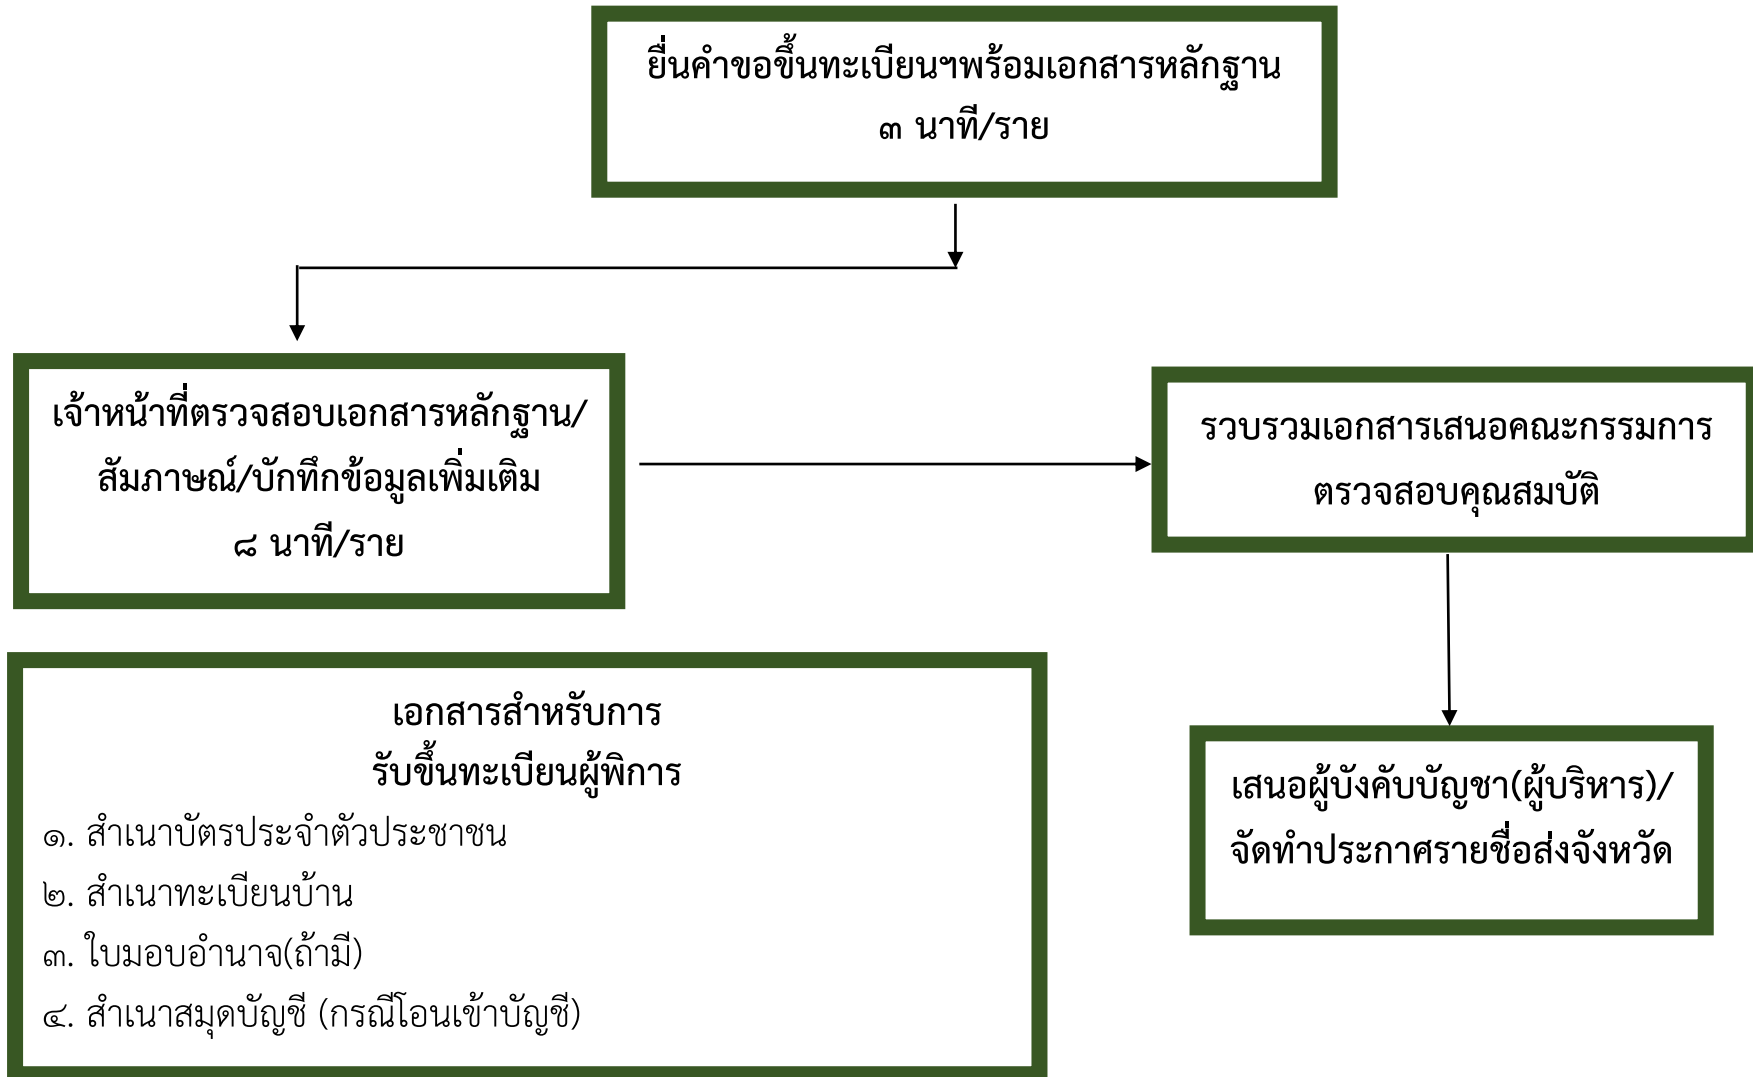 ยื่นคำขอขึ้นทะเบียนฯพร้อมเอกสารหลักฐาน
๓ นาที/ราย
เจ้าหน้าที่ตรวจสอบเอกสารหลักฐาน/
สัมภาษณ์/บักทึกข้อมูลเพิ่มเติม
๘ นาที/ราย
รวบรวมเอกสารเสนอคณะกรรมการ
ตรวจสอบคุณสมบัติ
เสนอผู้บังคับบัญชา(ผู้บริหาร)/
จัดทำประกาศรายชื่อส่งจังหวัด
เอกสารสำหรับการ
รับขึ้นทะเบียนผู้พิการ
๑. สำเนาบัตรประจำตัวประชาชน
๒. สำเนาทะเบียนบ้าน
๓. ใบมอบอำนาจ(ถ้ามี)
๔. สำเนาสมุดบัญชี (กรณีโอนเข้าบัญชี)